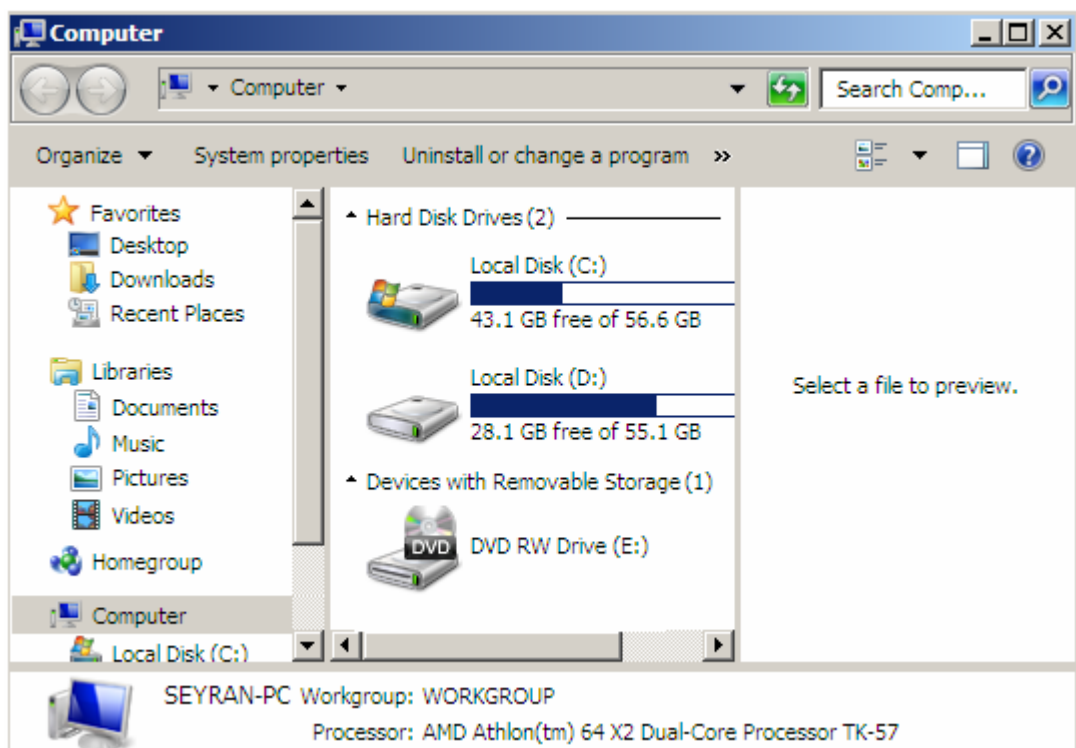 Computer
Computer
Search Comp...
Organize System properties Uninstall or change a program »
Favorites
Desktop
Downloads
Recent Places
Libraries
Documents
Music
Pictures
Videos
Homegroup
Computer
Local Disk (C:)
Hard Disk Drives (2)
Local Disk (C:)
43.1 GB free of 56.6 GB
Local Disk (D:)
28.1 GB free of 55.1 GB
Devices with Removable Storage (1)
DVD
DVD RW Drive (E:)
Select a file to preview.
SEYRAN-PC Workgroup: WORKGROUP
Processor: AMD Athlon(tm) 64 X2 Dual-Core Processor TK-57